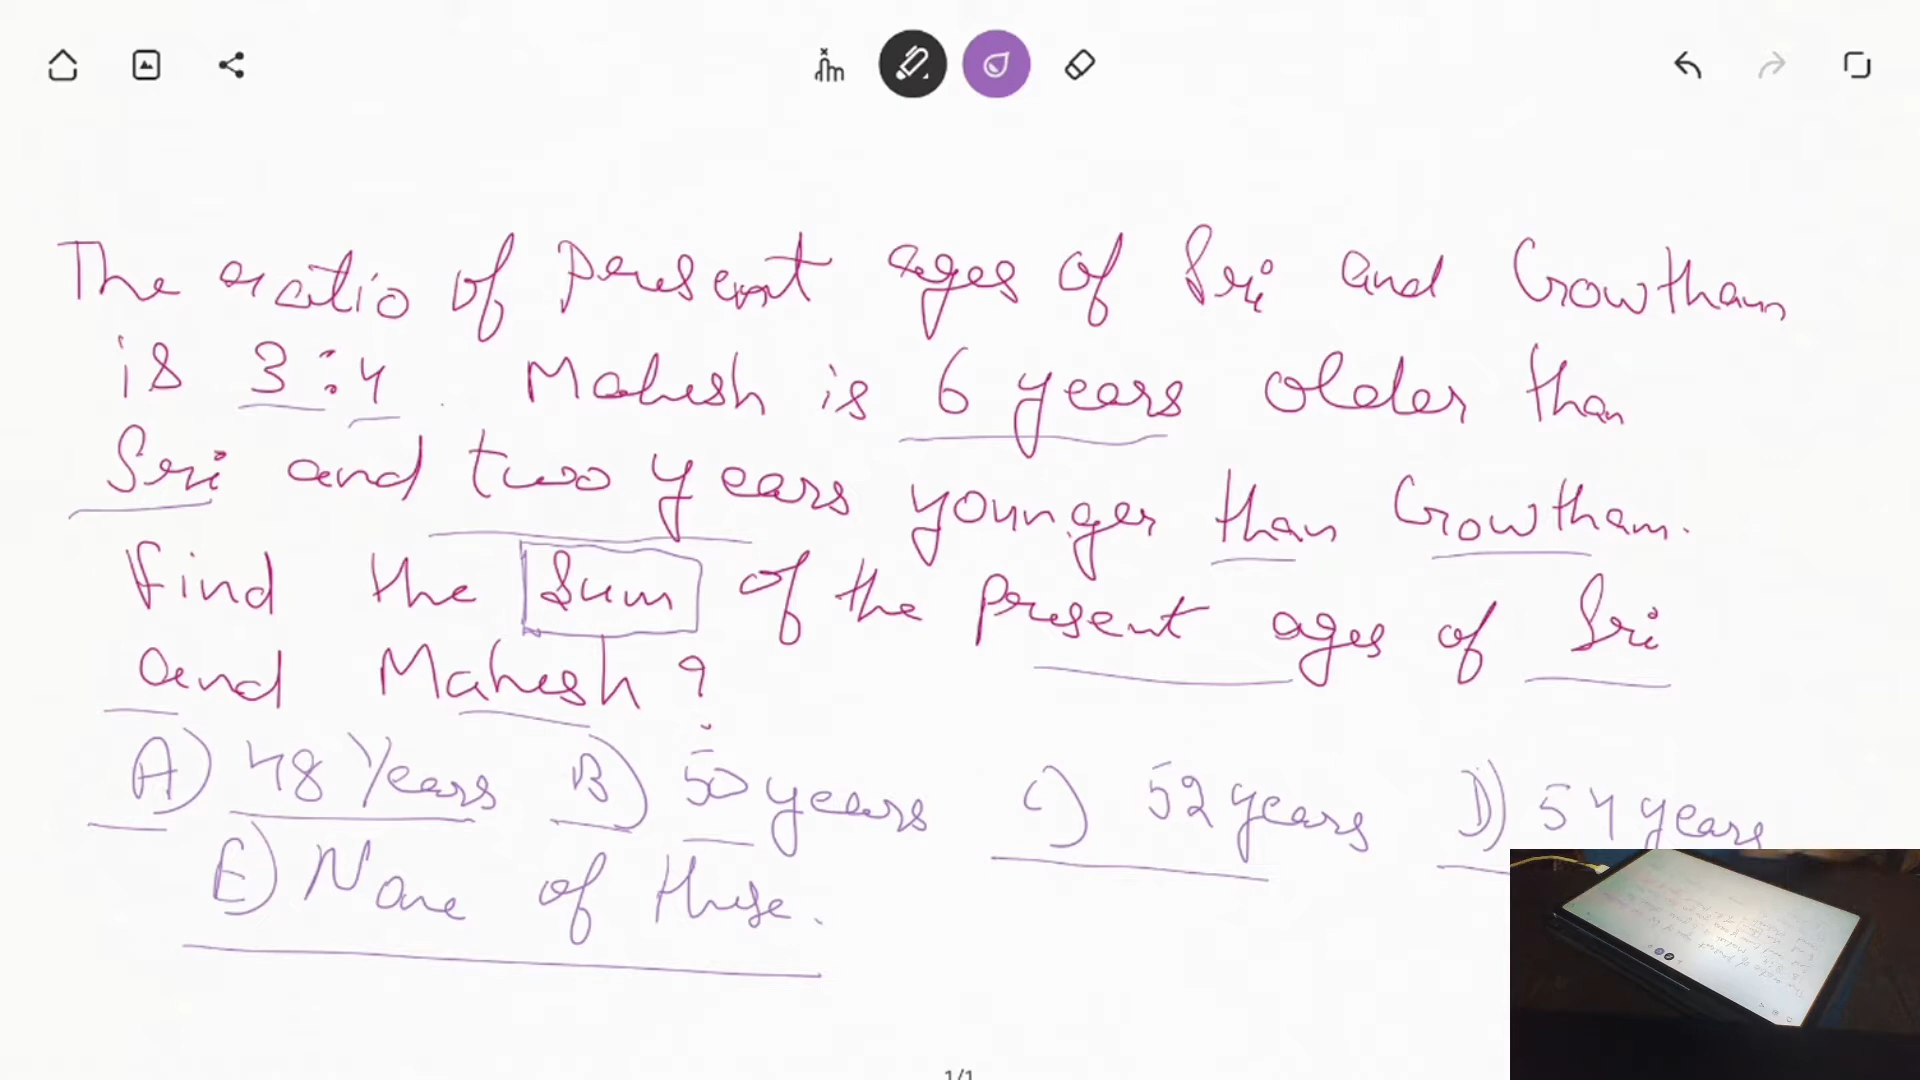 The ratio of present ages of Sri and Gowtham
is 3:4. Mahesh is 6 years older than
Sri and two years younger than Gowtham.
Find the Sum of the present ages of Sri
and Mahesh?
A) 48 Years B) 50 years C) 52 years D) 54 years
E) None of these.
1/1